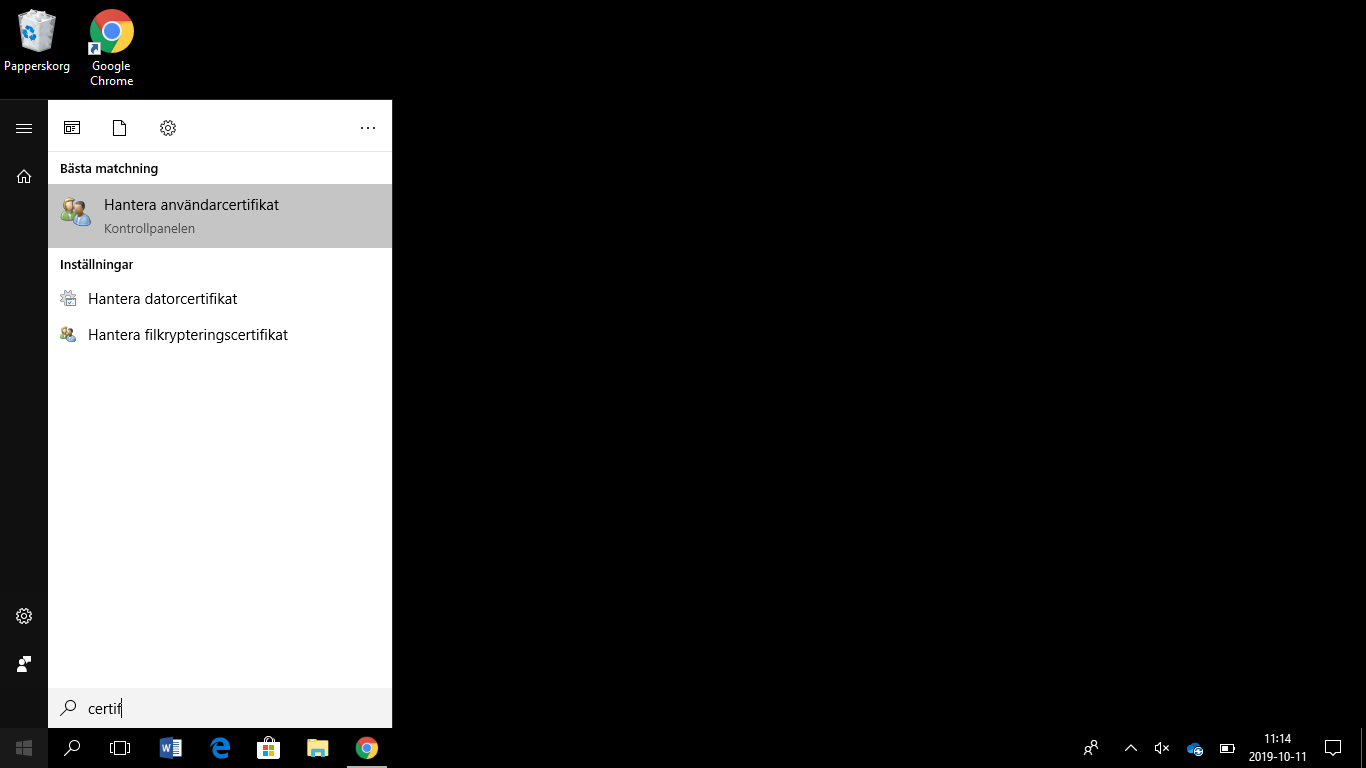 Papperskorg
Google
Chrome
Bästa matchning
Hantera användarcertifikat
Kontrollpanelen
Inställningar
Hantera datorcertifikat
Hantera filkrypteringscertifikat
certif
11:14
2019-10-11